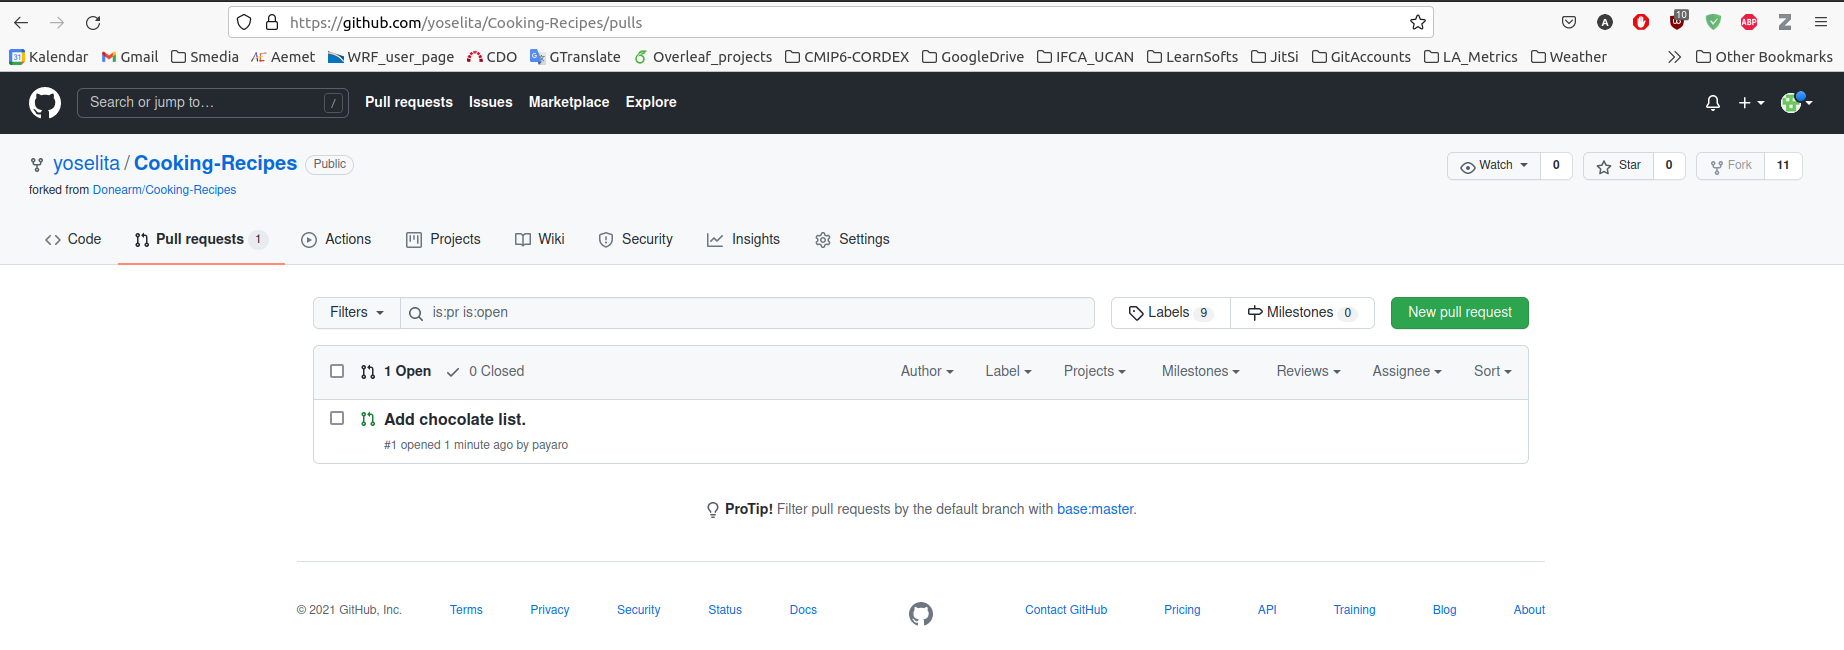 https://github.com/yoselita/Cooking-Recipes/pulls
A 10 ABP Z
31 Kalendar Gmail Smedia AE Aemet WRF_user_page CDO GTranslate Overleaf_projects CMIP6-CORDEX GoogleDrive IFCA_UCAN LearnSofts JitSi GitAccounts LA_Metrics Weather Other Bookmarks
Search or jump to… / Pull requests Issues Marketplace Explore
yoselita / Cooking-Recipes Public
Watch 0 Star 0 Fork 11
forked from Donearm/Cooking-Recipes
Code Pull requests 1 Actions Projects Wiki Security Insights Settings
Filters is:pr is:open Labels 9 Milestones 0 New pull request
1 Open 0 Closed Author Label Projects Milestones Reviews Assignee Sort
Add chocolate list.
#1 opened 1 minute ago by payaro
ProTip! Filter pull requests by the default branch with base:master.
© 2021 GitHub, Inc. Terms Privacy Security Status Docs Contact GitHub Pricing API Training Blog About